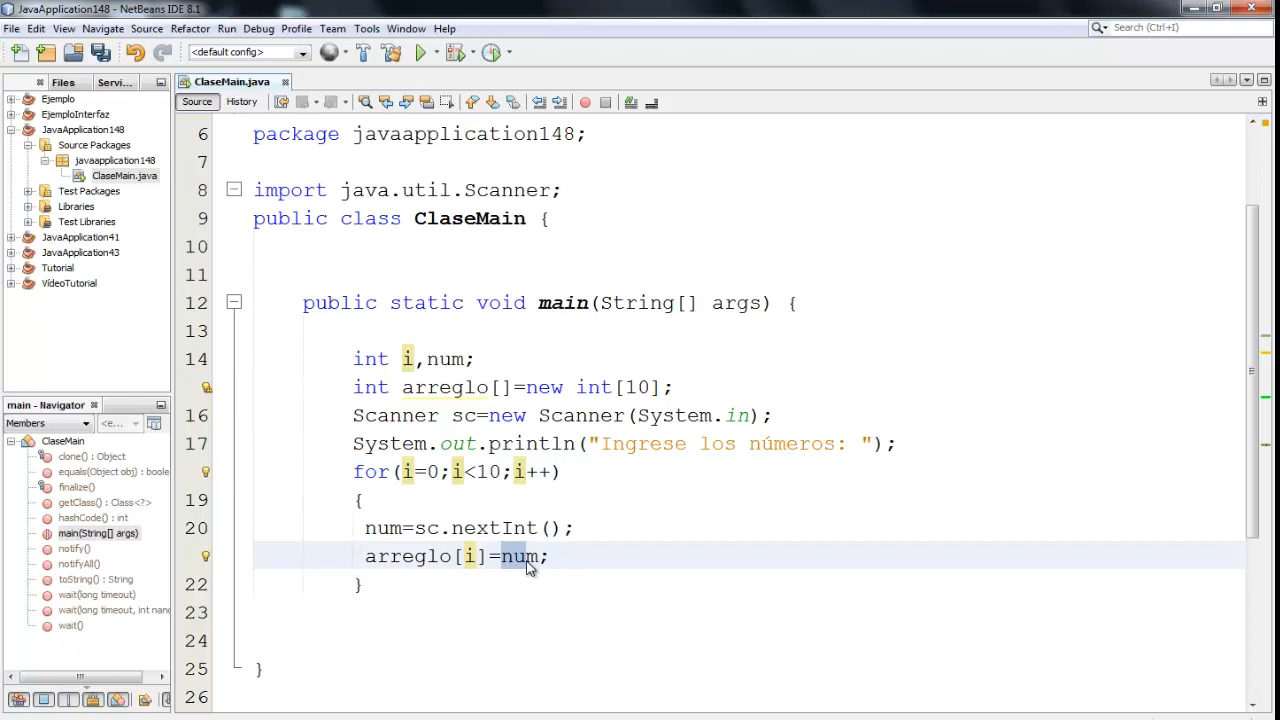 JavaApplication148 - NetBeans IDE 8.1
File Edit View Navigate Source Refactor Run Debug Profile Team Tools Window Help
Search (Ctrl+I)
<default config>
Files Servi...
ClaseMain.java
Source History
Ejemplo
EjemploInterfaz
JavaApplication148
Source Packages
javaapplication148
ClaseMain.java
Test Packages
Libraries
Test Libraries
JavaApplication41
JavaApplication43
Tutorial
VídeoTutorial
main - Navigator
Members <e...
ClaseMain
clone() : Object
equals(Object obj) : boole
finalize()
getClass() : Class<?>
hashCode() : int
main(String[] args)
notify()
notifyAll()
toString() : String
wait(long timeout)
wait(long timeout, int nano
wait()
6 package javaapplication148;
7
8 import java.util.Scanner;
9 public class ClaseMain {
10
11
12 public static void main(String[] args) {
13
14 int i,num;
int arreglo[]=new int[10];
16 Scanner sc=new Scanner(System.in);
17 System.out.println("Ingrese los números: ");
for(i=0;i<10;i++)
19 {
20 num=sc.nextInt();
arreglo[i]=num;
22 }
23
24
25 }
26